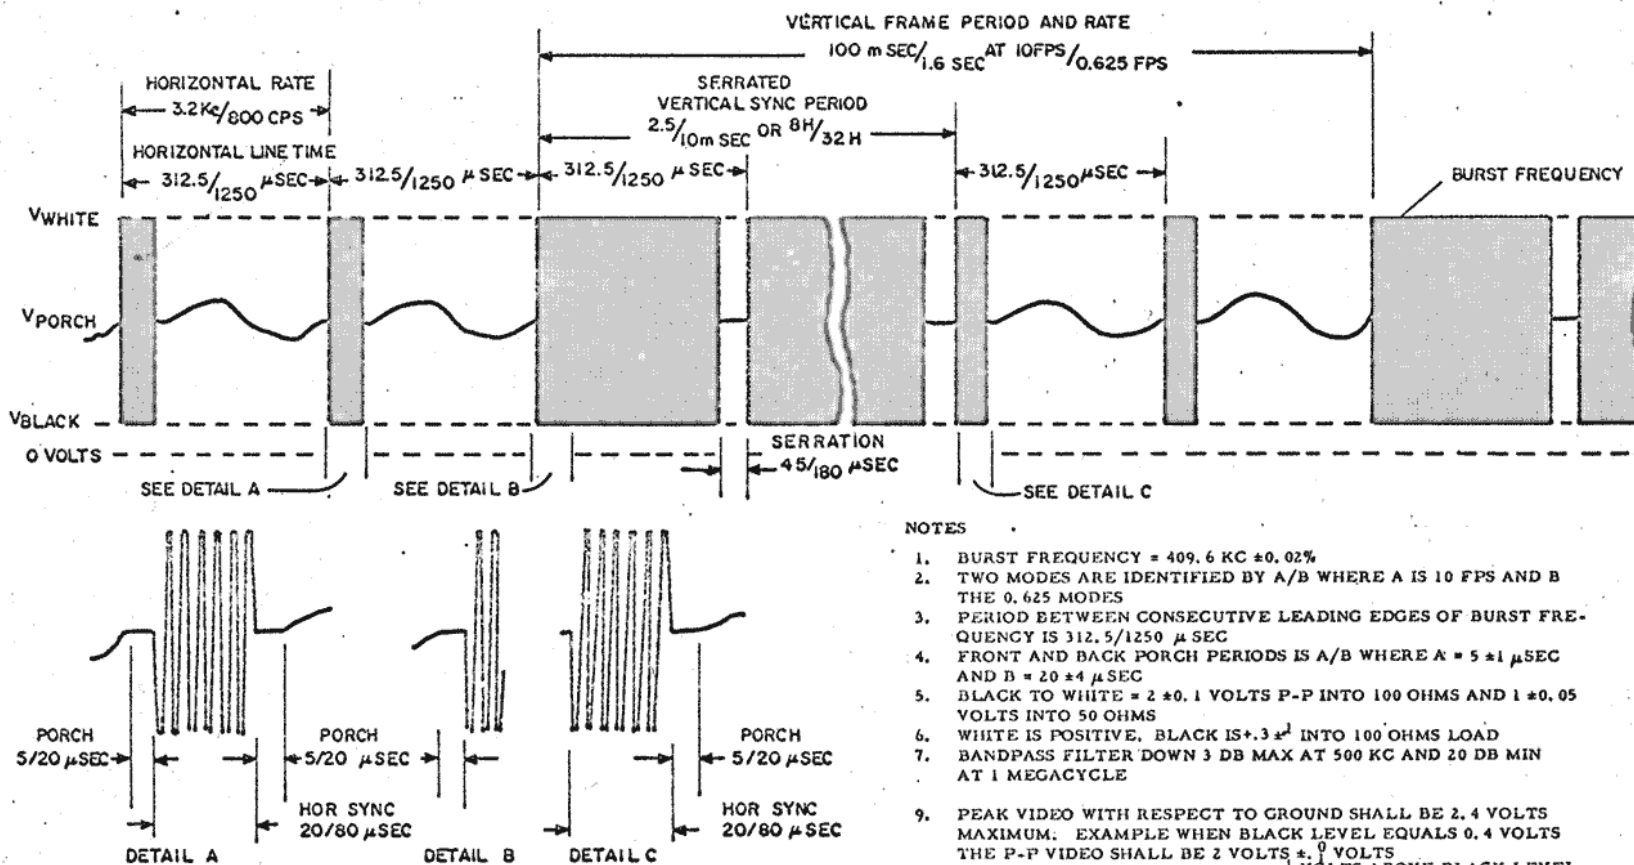 VERTICAL FRAME PERIOD AND RATE
100 m SEC/1.6 SEC AT 10FPS/0.625 FPS
HORIZONTAL RATE
3.2Kc/800 CPS
SERRATED
VERTICAL SYNC PERIOD
2.5/10m SEC OR 8H/32H
HORIZONTAL LINE TIME
312.5/1250 μSEC
312.5/1250 μ SEC
312.5/1250 μ SEC
312.5/1250 μSEC
BURST FREQUENCY
VWHITE
VPORCH
VBLACK
0 VOLTS
SERRATION
45/180 μSEC
SEE DETAIL A
SEE DETAIL B
SEE DETAIL C
PORCH
5/20 μSEC
PORCH
5/20 μSEC
PORCH
5/20 μSEC
HOR SYNC
20/80 μSEC
HOR SYNC
20/80 μSEC
DETAIL A
DETAIL B
DETAIL C
NOTES
1. BURST FREQUENCY = 409.6 KC ±0.02%
2. TWO MODES ARE IDENTIFIED BY A/B WHERE A IS 10 FPS AND B
THE 0.625 MODES
3. PERIOD BETWEEN CONSECUTIVE LEADING EDGES OF BURST FRE-
QUENCY IS 312.5/1250 μ SEC
4. FRONT AND BACK PORCH PERIODS IS A/B WHERE A = 5 ±1 μSEC
AND B = 20 ±4 μSEC
5. BLACK TO WHITE = 2 ±0.1 VOLTS P-P INTO 100 OHMS AND 1 ±0.05
VOLTS INTO 50 OHMS
6. WHITE IS POSITIVE, BLACK IS +.3 ±.1 INTO 100 OHMS LOAD
7. BANDPASS FILTER DOWN 3 DB MAX AT 500 KC AND 20 DB MIN
AT 1 MEGACYCLE
9. PEAK VIDEO WITH RESPECT TO GROUND SHALL BE 2.4 VOLTS
MAXIMUM. EXAMPLE WHEN BLACK LEVEL EQUALS 0.4 VOLTS
THE P-P VIDEO SHALL BE 2 VOLTS ±. VOLTS
VOLTS ABOVE BLACK LEVEL